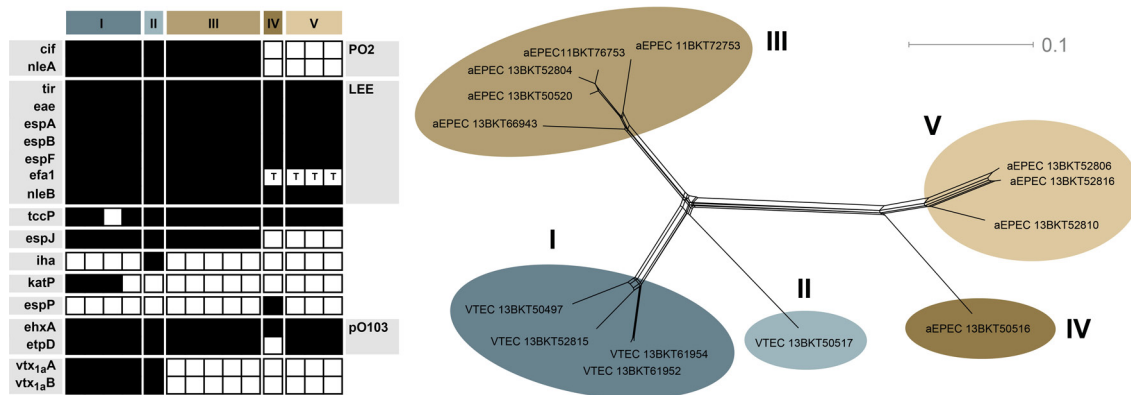 I II III IV V
cif PO2
nleA
tir LEE
eae
espA
espB
espF
efa1 T T T T
nleB
tccP
espJ
iha
katP
espP
ehxA pO103
etpD
vtx1aA
vtx1aB
0.1
III
aEPEC 11BKT72753
aEPEC11BKT76753
aEPEC 13BKT52804
aEPEC 13BKT50520
aEPEC 13BKT66943
V
aEPEC 13BKT52806
aEPEC 13BKT52816
aEPEC 13BKT52810
I
VTEC 13BKT50497
VTEC 13BKT52815
VTEC 13BKT61954
VTEC 13BKT61952
II
VTEC 13BKT50517
aEPEC 13BKT50516
IV